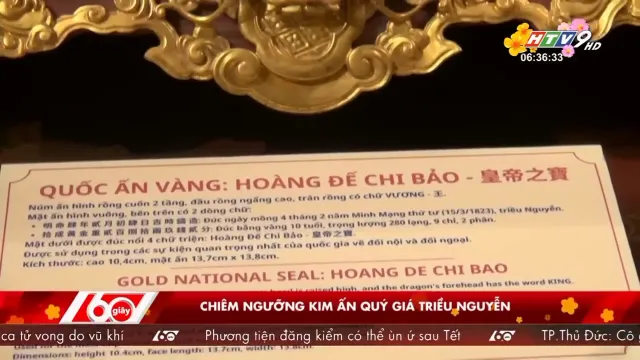 HTV9 HD
06:36:33
QUỐC ẤN VÀNG: HOÀNG ĐẾ CHI BẢO - 皇帝之寶
Núm ấn hình rồng cuốn 2 tầng, đầu rồng ngẩng cao, trán rồng có chữ VƯƠNG - 王.
Mặt ấn hình vuông, bên trên có 2 dòng chữ:
Đúc ngày mồng 4 tháng 2 năm Minh Mạng thứ tư (15/3/1823), triều Nguyễn.
Đúc bằng vàng 10 tuổi, trọng lượng 280 lạng, 9 chỉ, 2 phân.
Mặt dưới được đúc nổi 4 chữ triện: Hoàng Đế Chi Bảo - 皇帝之寶.
Được sử dụng trong các sự kiện quan trọng nhất của quốc gia về đối nội và đối ngoại.
Kích thước: cao 10,4cm, mặt ấn 13,7cm x 13,8cm.
GOLD NATIONAL SEAL: HOANG DE CHI BAO
is raised high, and the dragon's forehead has the word KING.
60 giây
CHIÊM NGƯỠNG KIM ẤN QUÝ GIÁ TRIỀU NGUYỄN
ca tử vong do vũ khí 60 Phương tiện đăng kiểm có thể ùn ứ sau Tết 60 TP.Thủ Đức: Cô
Dimensions: height 10.4cm, face length: 13.7cm, width: